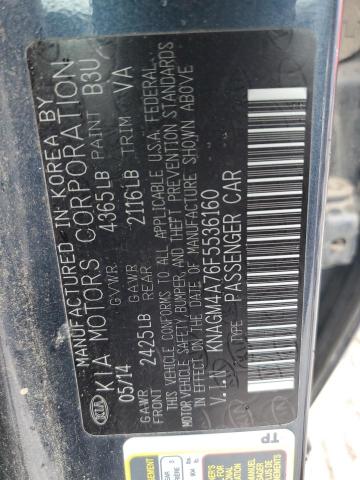 MANUFACTURED IN KOREA BY
KIA KIA MOTORS CORPORATION
05/14 GVWR 4365LB PAINT B3U
GAWR FRONT 2425LB GAWR REAR 2116LB TRIM VA
THIS VEHICLE CONFORMS TO ALL APPLICABLE U.S.A. FEDERAL
MOTOR VEHICLE SAFETY, BUMPER, AND THEFT PREVENTION STANDARDS
IN EFFECT ON THE DATE OF MANUFACTURE SHOWN ABOVE
V.I.D KNAGM4A76F5536160
TYPE PASSENGER CAR
TP